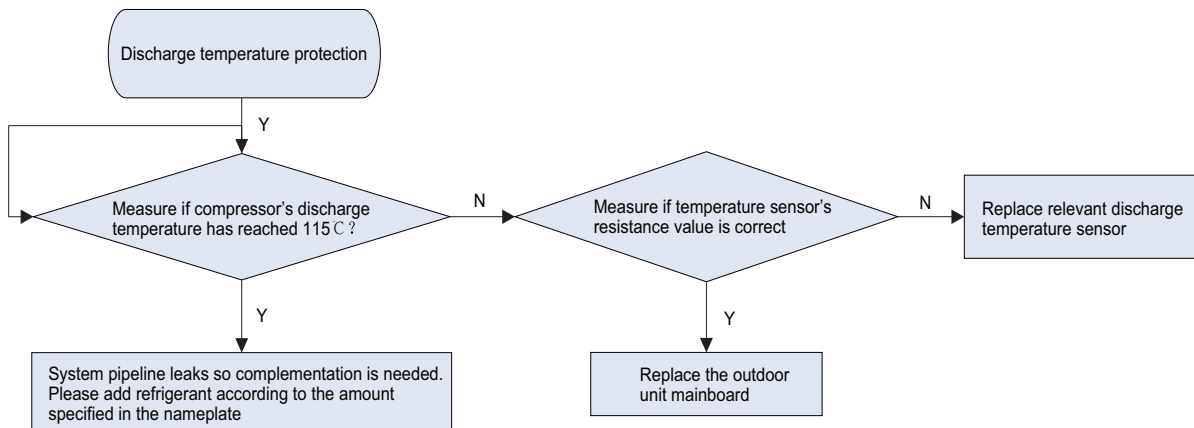 Discharge temperature protection
Y
Measure if compressor's discharge
temperature has reached 115℃?
N
Measure if temperature sensor's
resistance value is correct
N
Replace relevant discharge
temperature sensor
Y
System pipeline leaks so complementation is needed.
Please add refrigerant according to the amount
specified in the nameplate
Y
Replace the outdoor
unit mainboard